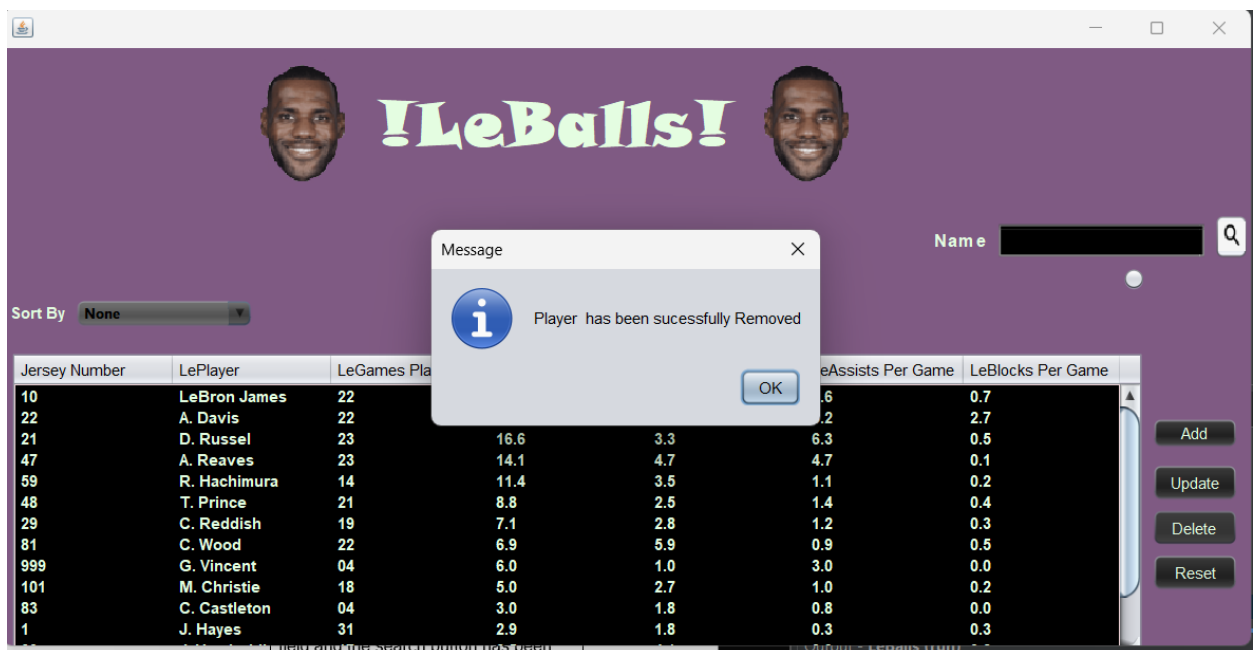 !LeBalls!
Message
Name
Player has been sucessfully Removed
OK
Sort By None
Jersey Number LePlayer LeGames Pla eAssists Per Game LeBlocks Per Game
10 LeBron James 22 .6 0.7
22 A. Davis 22 .2 2.7
21 D. Russel 23 16.6 3.3 6.3 0.5
47 A. Reaves 23 14.1 4.7 4.7 0.1
59 R. Hachimura 14 11.4 3.5 1.1 0.2
48 T. Prince 21 8.8 2.5 1.4 0.4
29 C. Reddish 19 7.1 2.8 1.2 0.3
81 C. Wood 22 6.9 5.9 0.9 0.5
999 G. Vincent 04 6.0 1.0 3.0 0.0
101 M. Christie 18 5.0 2.7 1.0 0.2
83 C. Castleton 04 3.0 1.8 0.8 0.0
1 J. Hayes 31 2.9 1.8 0.3 0.3
Add
Update
Delete
Reset